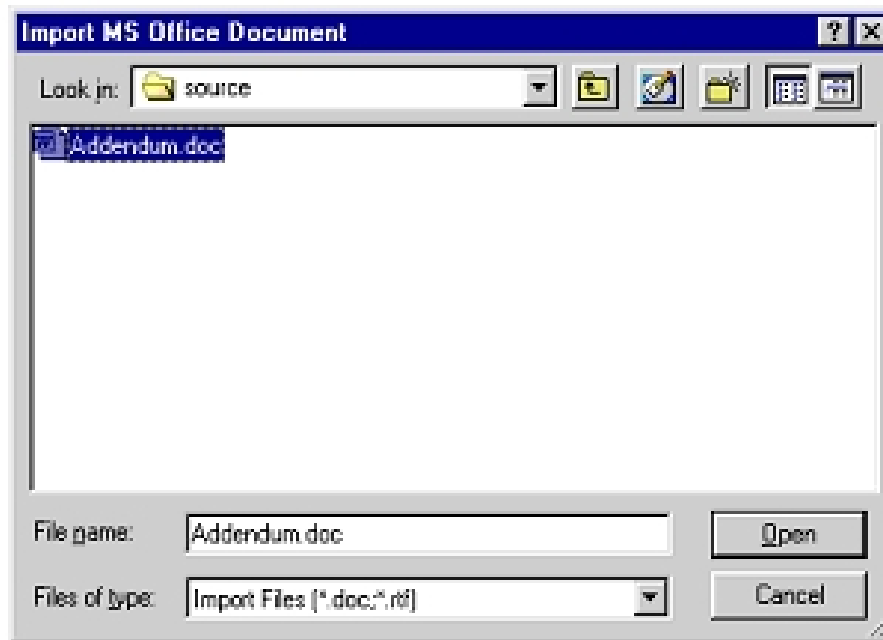 Import MS Office Document
Look in: source
Addendum.doc
File name: Addendum.doc Open
Files of type: Import Files (*.doc;*.rtf) Cancel